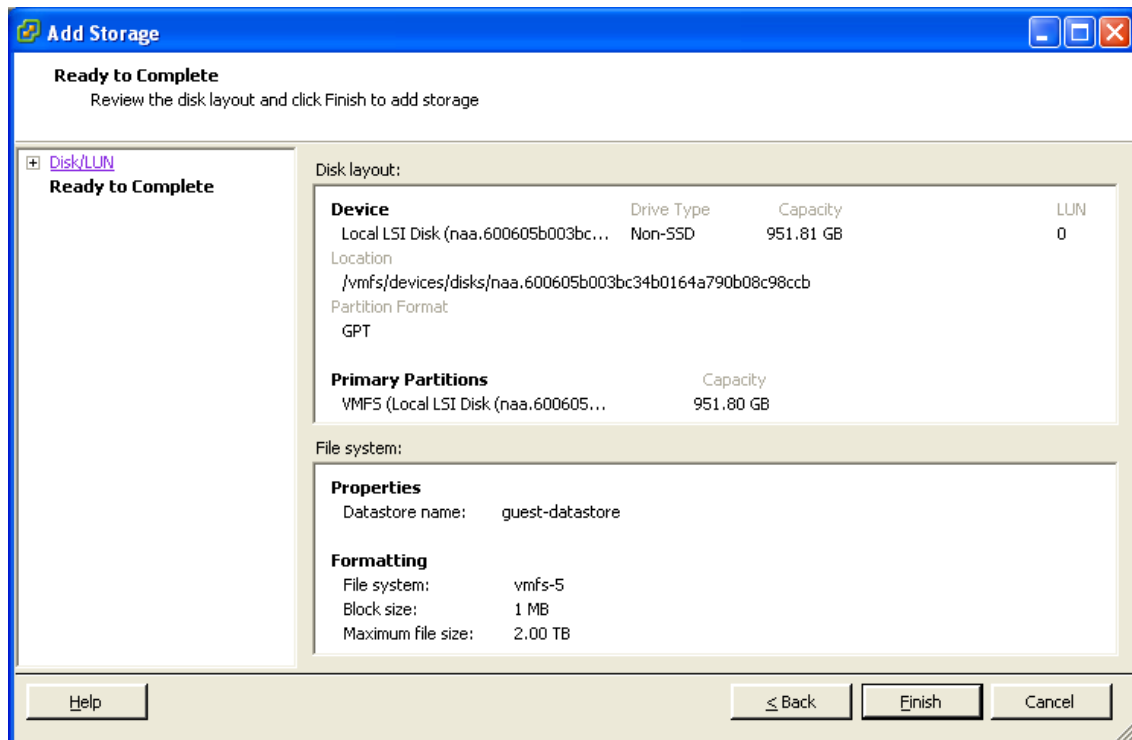 Add Storage
Ready to Complete
Review the disk layout and click Finish to add storage
Disk/LUN
Ready to Complete
Disk layout:
Device Drive Type Capacity LUN
Local LSI Disk (naa.600605b003bc... Non-SSD 951.81 GB 0
Location
/vmfs/devices/disks/naa.600605b003bc34b0164a790b08c98ccb
Partition Format
GPT
Primary Partitions Capacity
VMFS (Local LSI Disk (naa.600605... 951.80 GB
File system:
Properties
Datastore name: guest-datastore
Formatting
File system: vmfs-5
Block size: 1 MB
Maximum file size: 2.00 TB
Help < Back Finish Cancel